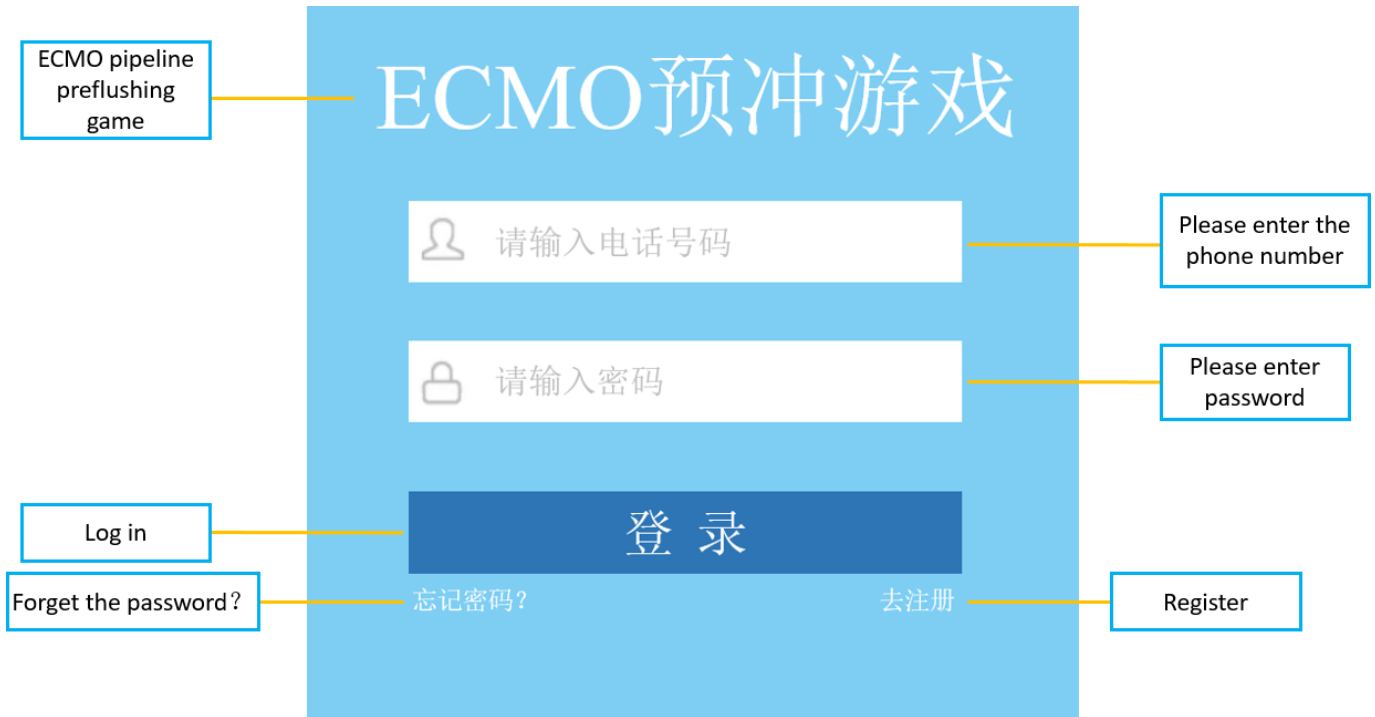 ECMO pipeline
preflushing
game
ECMO预冲游戏
请输入电话号码
Please enter the
phone number
请输入密码
Please enter
password
Log in
登 录
Forget the password？
忘记密码?
去注册
Register